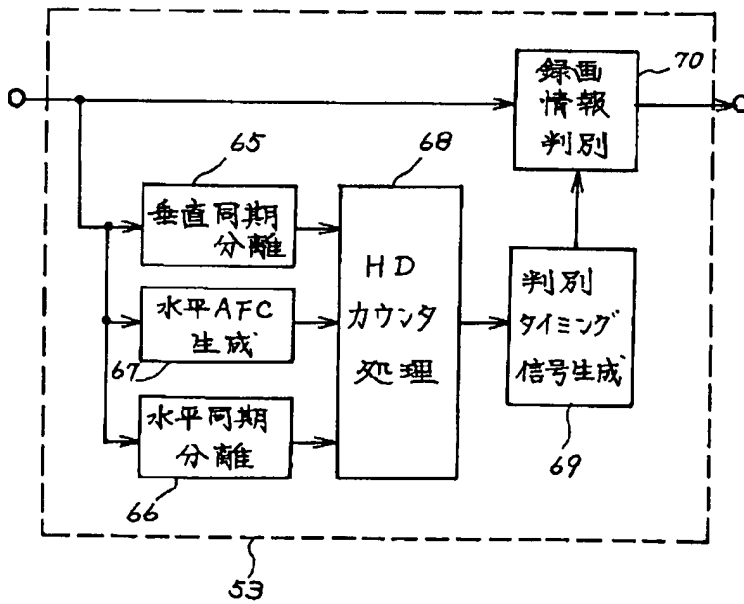 録画
情報
判別
70
65
垂直同期
分離
68
HD
カウンタ
処理
水平AFC
生成
67
判別
タイミング
信号生成
69
水平同期
分離
66
53